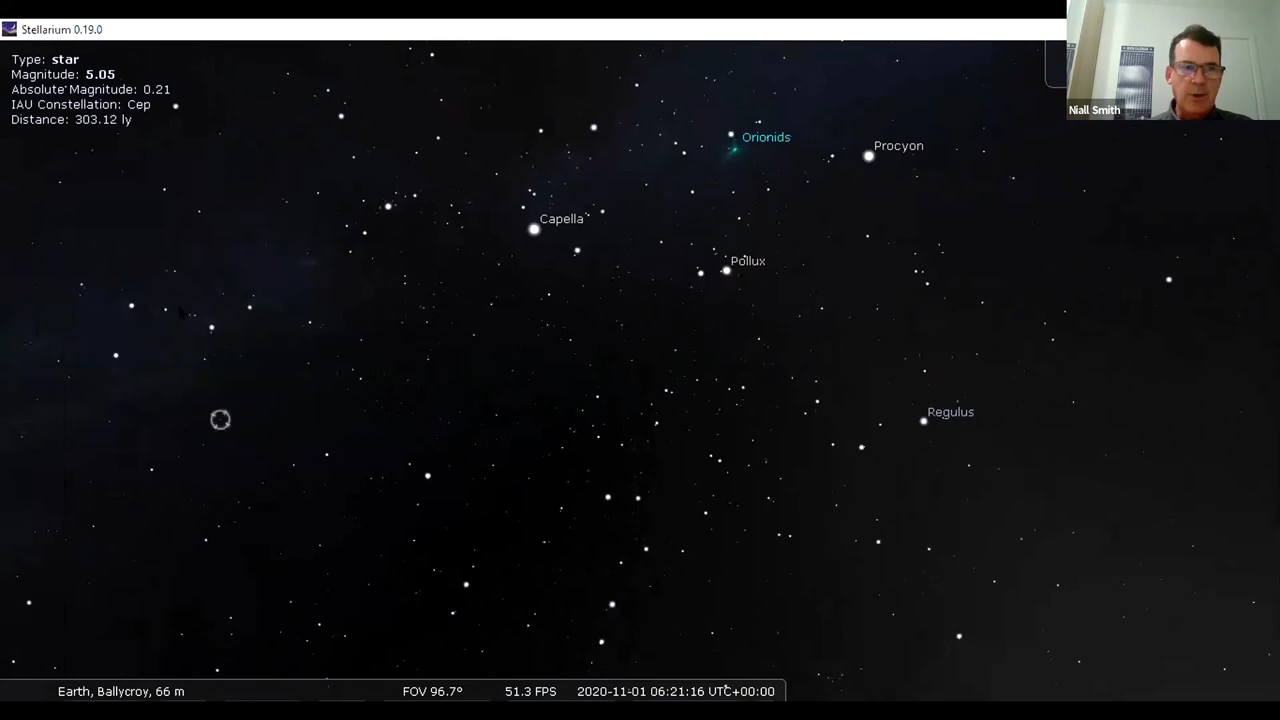 Stellarium 0.19.0
Type: star
Magnitude: 5.05
Absolute Magnitude: 0.21
IAU Constellation: Cep
Distance: 303.12 ly
Niall Smith
Orionids
Procyon
Capella
Pollux
Regulus
Earth, Ballycroy, 66 m
FOV 96.7°
51.3 FPS
2020-11-01 06:21:16 UTC+00:00